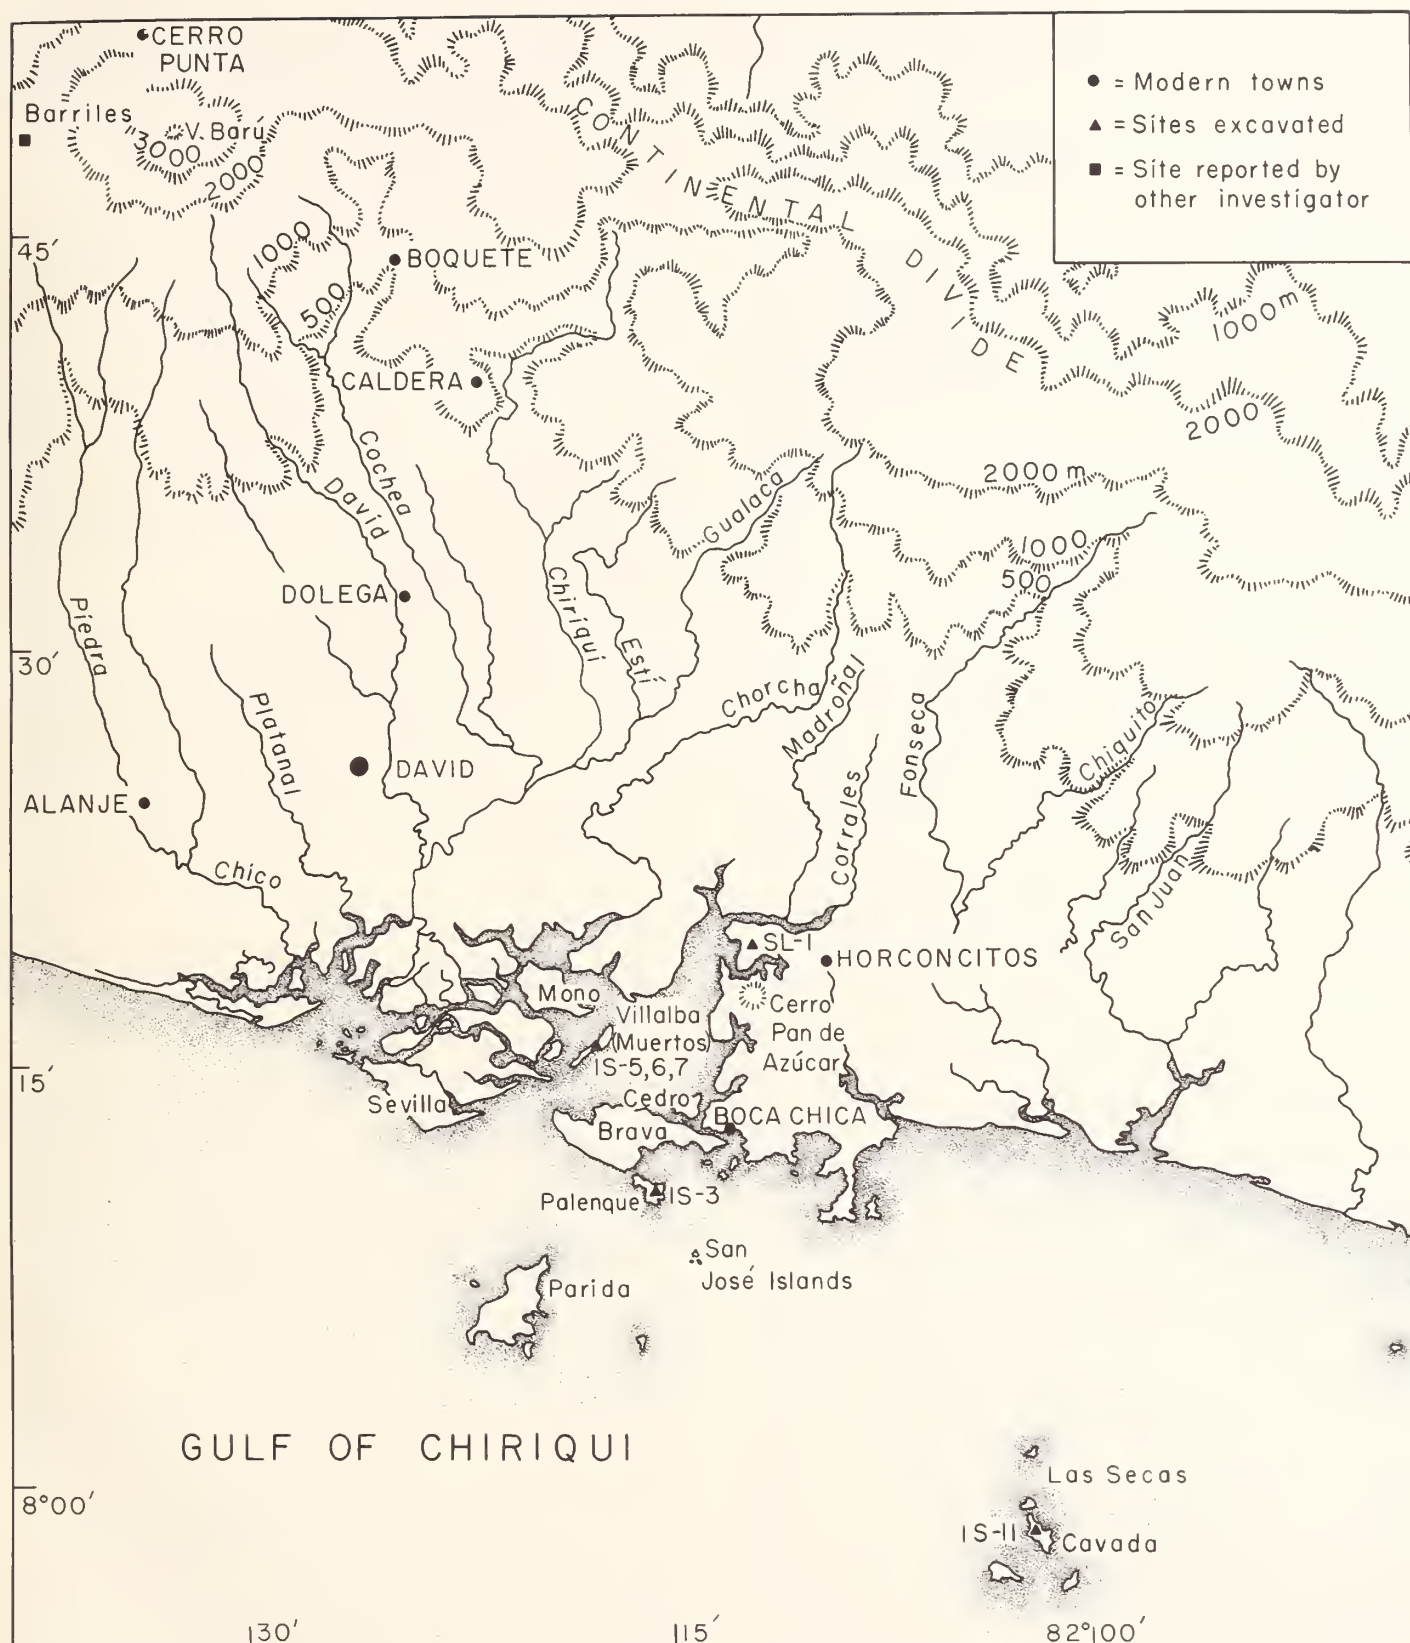 CERRO
PUNTA
Barriles
V. Barú
3000
2000
1000
500
CONTINENTAL DIVIDE
● = Modern towns
▲ = Sites excavated
■ = Site reported by
other investigator
45′
BOQUETE
1000 m
2000
CALDERA
Cochea
David
Gualaca
2000 m
1000
500
DOLEGA
Chiriqui
Estí
Piedra
30′
Platanal
Chorcha
Madroñal
Fonseca
Chiquito
DAVID
ALANJE
Corrales
Chico
San Juan
SL-1
HORCONCITOS
Mono
Cerro
Pan de
Azúcar
Villalba
(Muertos)
IS-5,6,7
15′
Sevilla
Cedro
BOCA CHICA
Brava
Palenque
IS-3
San
José Islands
Parida
GULF OF CHIRIQUI
Las Secas
8°00′
IS-11
Cavada
30′
15′
82°00′